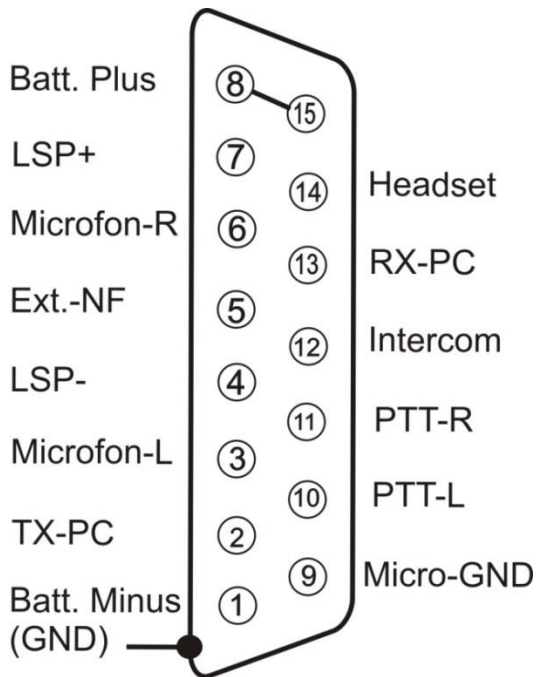 Batt. Plus
8
15
LSP+
7
14
Headset
Microfon-R
6
13
RX-PC
Ext.-NF
5
12
Intercom
LSP-
4
11
PTT-R
Microfon-L
3
10
PTT-L
TX-PC
2
9
Micro-GND
Batt. Minus
(GND)
1